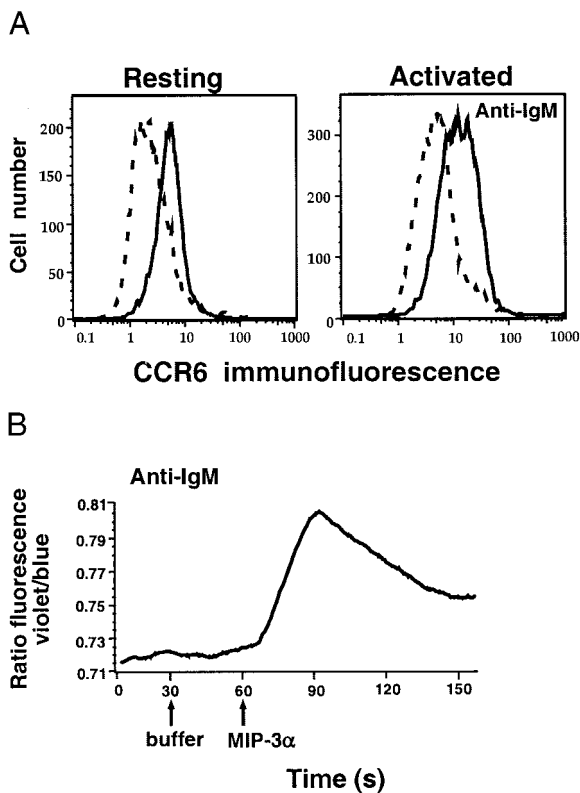 A
Resting
Activated
Anti-IgM
Cell number
200
150
100
50
0
0.1 1 10 100 1000
300
200
100
0
0.1 1 10 100 1000
CCR6 immunofluorescence
B
Anti-IgM
Ratio fluorescence
violet/blue
0.81
0.79
0.77
0.75
0.73
0.71
0 30 60 90 120 150
buffer MIP-3α
Time (s)